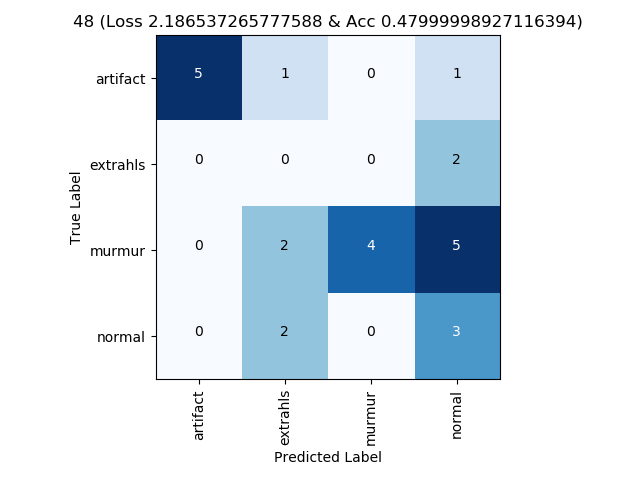 48 (Loss 2.186537265777588 & Acc 0.47999998927116394)
artifact 5 1 0 1
extrahls 0 0 0 2
murmur 0 2 4 5
normal 0 2 0 3
True Label
artifact extrahls murmur normal
Predicted Label